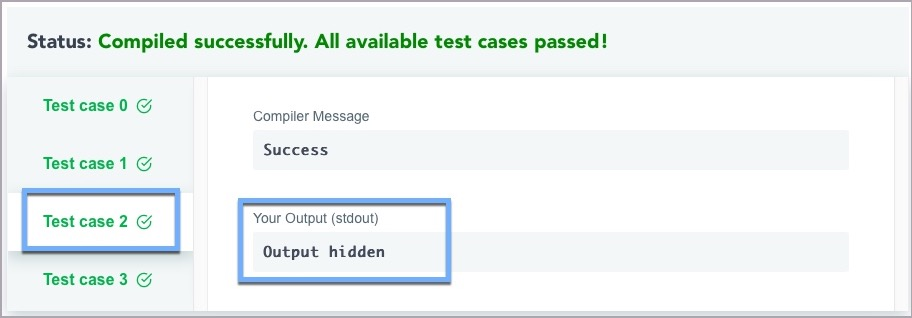 Status: Compiled successfully. All available test cases passed!
Test case 0
Test case 1
Test case 2
Test case 3
Compiler Message
Success
Your Output (stdout)
Output hidden